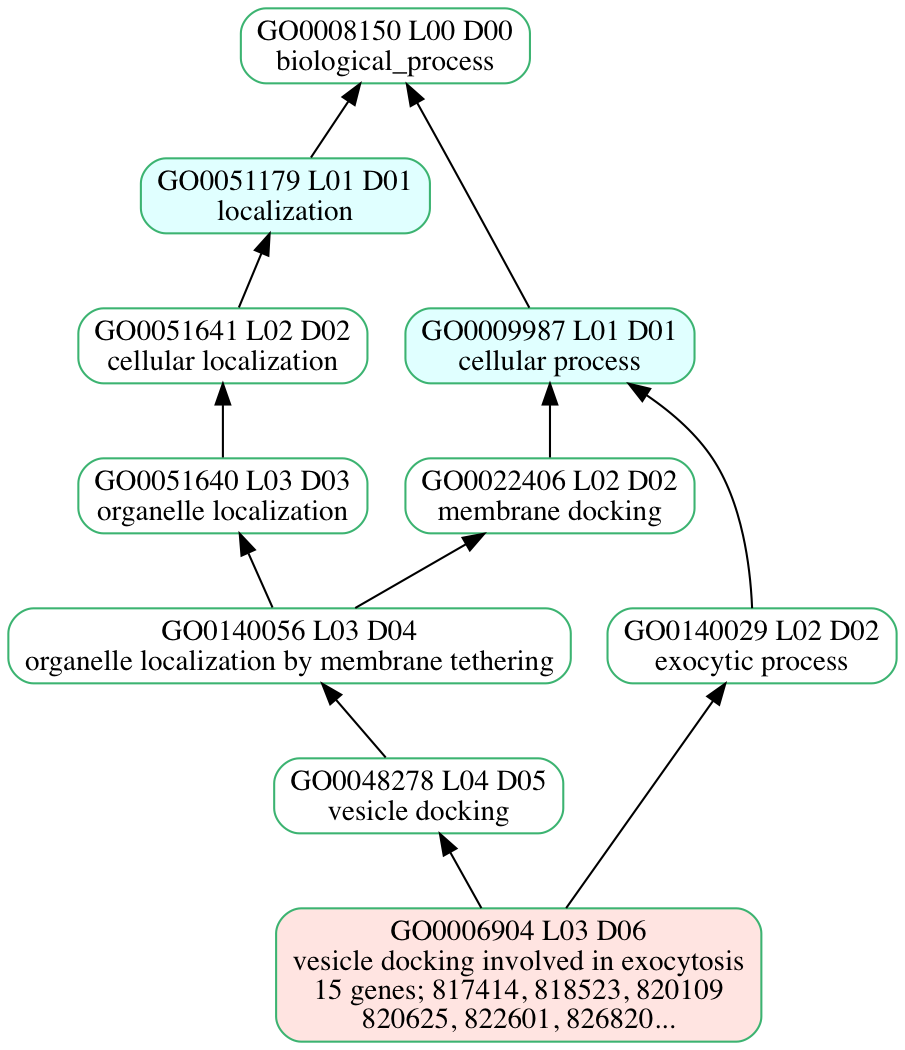 GO0008150 L00 D00
biological_process
GO0051179 L01 D01
localization
GO0051641 L02 D02
cellular localization
GO0009987 L01 D01
cellular process
GO0051640 L03 D03
organelle localization
GO0022406 L02 D02
membrane docking
GO0140056 L03 D04
organelle localization by membrane tethering
GO0140029 L02 D02
exocytic process
GO0048278 L04 D05
vesicle docking
GO0006904 L03 D06
vesicle docking involved in exocytosis
15 genes; 817414, 818523, 820109
820625, 822601, 826820...